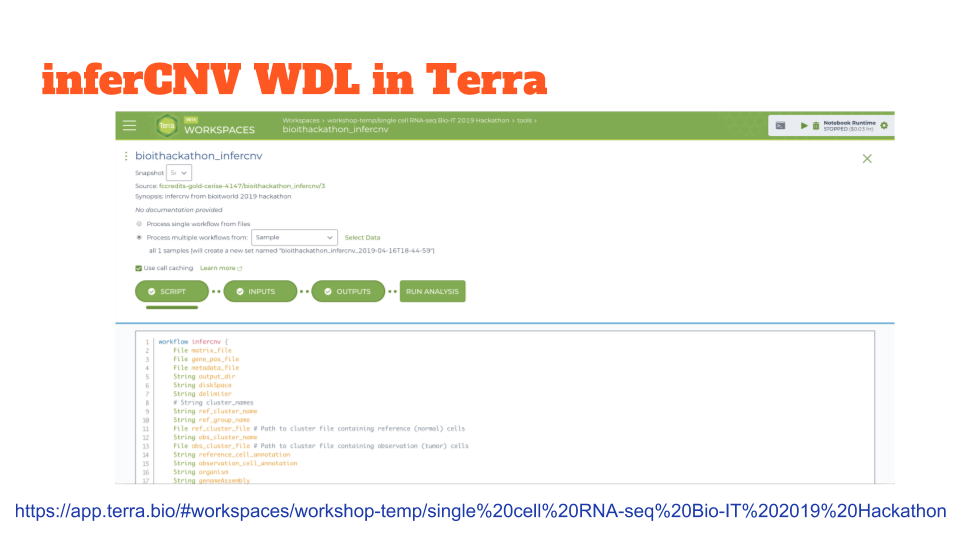 inferCNV WDL in Terra
Terra
BETA
WORKSPACES
Workspaces > workshop-temp/single cell RNA-seq Bio-IT 2019 Hackathon > tools >
bioithackathon_infercnv
Notebook Runtime
STOPPED ($0.03 hr)
bioithackathon_infercnv
Snapshot
Source: fccredits-gold-cerise-4147/bioithackathon_infercnv/3
Synopsis: infercnv from bioitworld 2019 hackathon
No documentation provided
Process single workflow from files
Process multiple workflows from: Sample Select Data
all 1 samples (will create a new set named "bioithackathon_infercnv_2019-04-16T18-44-59")
Use call caching Learn more
SCRIPT INPUTS OUTPUTS RUN ANALYSIS
1 workflow infercnv {
2 File matrix_file
3 File gene_pos_file
4 File metadata_file
5 String output_dir
6 String diskSpace
7 String delimiter
8 # String cluster_names
9 String ref_cluster_name
10 String ref_group_name
11 File ref_cluster_file # Path to cluster file containing reference (normal) cells
12 String obs_cluster_name
13 File obs_cluster_file # Path to cluster file containing observation (tumor) cells
14 String reference_cell_annotation
15 String observation_cell_annotation
16 String organism
17 String genomeAssembly
https://app.terra.bio/#workspaces/workshop-temp/single%20cell%20RNA-seq%20Bio-IT%202019%20Hackathon